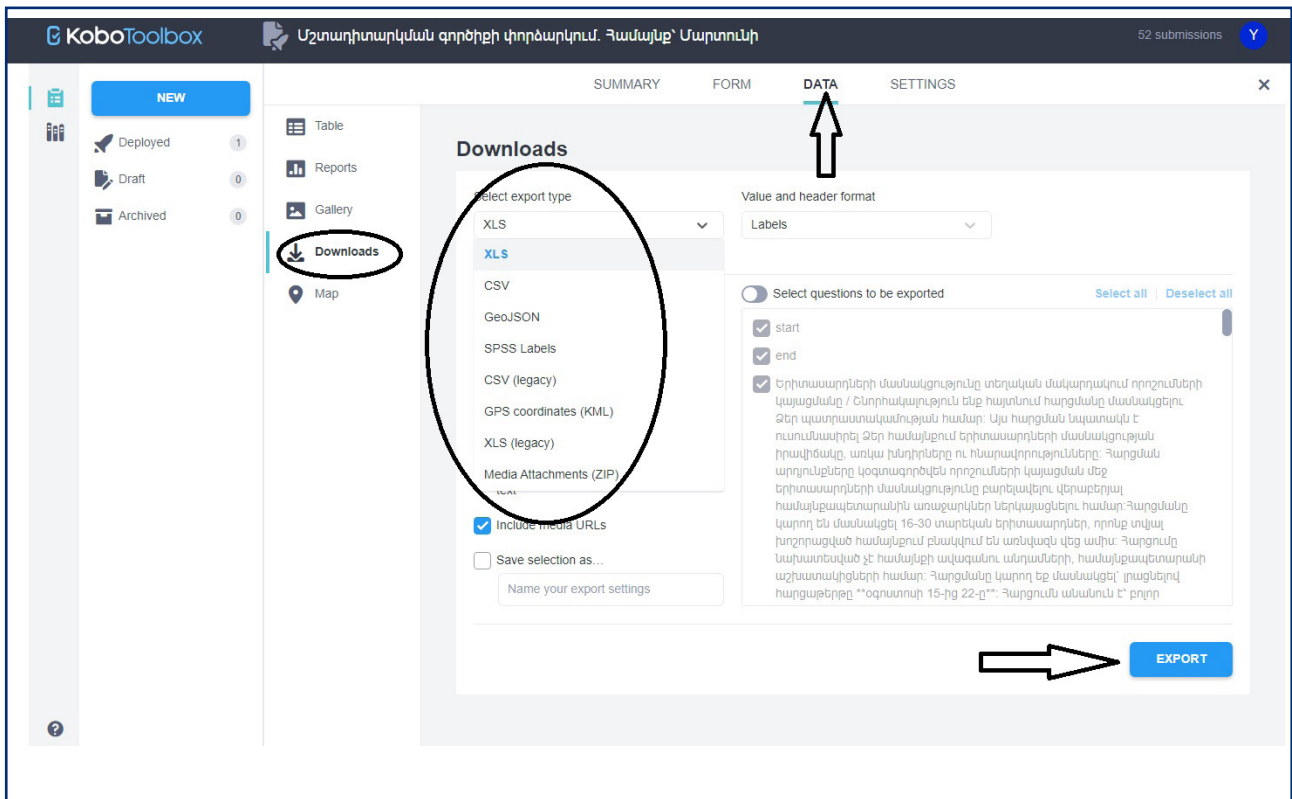 KoboToolbox
Մշտադիտարկման գործիքի փորձարկում. Համայնք՝ Մարտունի
52 submissions
Y
NEW
Deployed
1
Draft
0
Archived
0
SUMMARY
FORM
DATA
SETTINGS
Table
Reports
Gallery
Downloads
Map
Downloads
Select export type
XLS
XLS
CSV
GeoJSON
SPSS Labels
CSV (legacy)
GPS coordinates (KML)
XLS (legacy)
Media Attachments (ZIP)
text
Include media URLs
Save selection as...
Name your export settings
Value and header format
Labels
Select questions to be exported
Select all
Deselect all
start
end
Երիտասարդների մասնակցությունը տեղական մակարդակում որոշումների
կայացմանը / Շնորհակալություն ենք հայտնում հարցմանը մասնակցելու
Ձեր պատրաստակամության համար: Այս հարցման նպատակն է
ուսումնասիրել Ձեր համայնքում երիտասարդների մասնակցության
իրավիճակը, առկա խնդիրները ու հնարավորությունները: Հարցման
արդյունքները կօգտագործվեն որոշումների կայացման մեջ
երիտասարդների մասնակցությունը բարելավելու վերաբերյալ
համայնքապետարանին առաջարկներ ներկայացնելու համար:Հարցմանը
կարող են մասնակցել 16-30 տարեկան երիտասարդներ, որոնք տվյալ
խոշորացված համայնքում բնակվում են առնվազն վեց ամիս: Հարցումը
նախատեսված չէ համայնքի ավագանու անդամների, համայնքապետարանի
աշխատակիցների համար: Հարցմանը կարող եք մասնակցել՝ լրացնելով
հարցաթերթը **օգոստոսի 15-ից 22-ը**: Հարցումն անանուն է՝ բոլոր
EXPORT